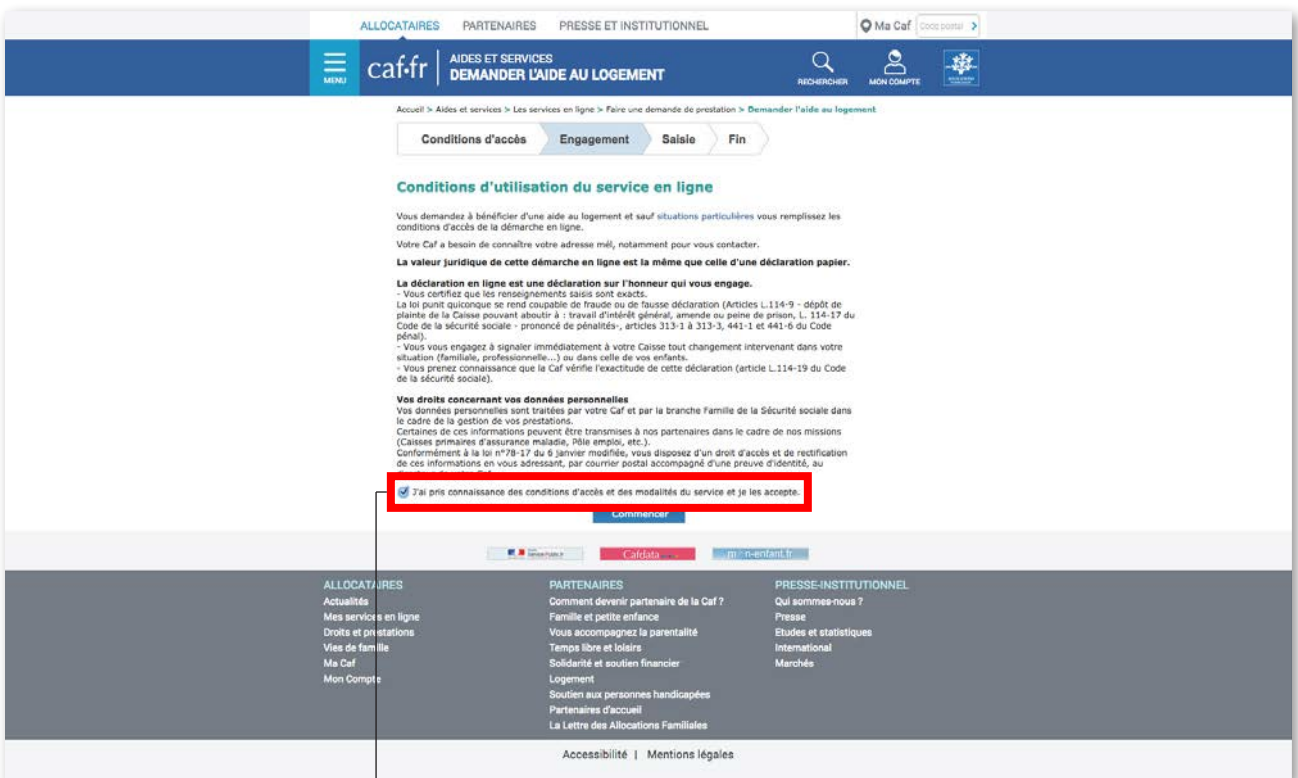 ALLOCATAIRES PARTENAIRES PRESSE ET INSTITUTIONNEL Ma Caf Code postal >
MENU caf.fr AIDES ET SERVICES
DEMANDER L'AIDE AU LOGEMENT
RECHERCHER MON COMPTE
Accueil > Aides et services > Les services en ligne > Faire une demande de prestation > Demander l'aide au logement
Conditions d'accès Engagement Saisie Fin
Conditions d'utilisation du service en ligne
Vous demandez à bénéficier d'une aide au logement et sauf situations particulières vous remplissez les
conditions d'accès de la démarche en ligne.
Votre Caf a besoin de connaître votre adresse mél, notamment pour vous contacter.
La valeur juridique de cette démarche en ligne est la même que celle d'une déclaration papier.
La déclaration en ligne est une déclaration sur l'honneur qui vous engage.
- Vous certifiez que les renseignements saisis sont exacts.
La loi punit quiconque se rend coupable de fraude ou de fausse déclaration (Articles L.114-9 - dépôt de
plainte de la Caisse pouvant aboutir à : travail d'intérêt général, amende ou peine de prison, L. 114-17 du
Code de la sécurité sociale - prononcé de pénalités-, articles 313-1 à 313-3, 441-1 et 441-6 du Code
pénal).
- Vous vous engagez à signaler immédiatement à votre Caisse tout changement intervenant dans votre
situation (familiale, professionnelle...) ou dans celle de vos enfants.
- Vous prenez connaissance que la Caf vérifie l'exactitude de cette déclaration (article L.114-19 du Code
de la sécurité sociale).
Vos droits concernant vos données personnelles
Vos données personnelles sont traitées par votre Caf et par la branche Famille de la Sécurité sociale dans
le cadre de la gestion de vos prestations.
Certaines de ces informations peuvent être transmises à nos partenaires dans le cadre de nos missions
(Caisses primaires d'assurance maladie, Pôle emploi, etc.).
Conformément à la loi n°78-17 du 6 janvier modifiée, vous disposez d'un droit d'accès et de rectification
de ces informations en vous adressant, par courrier postal accompagné d'une preuve d'identité, au
J'ai pris connaissance des conditions d'accès et des modalités du service et je les accepte.
Commencer
Service-Public.fr Cafdata mon-enfant.fr
ALLOCATAIRES PARTENAIRES PRESSE-INSTITUTIONNEL
Actualités Comment devenir partenaire de la Caf ? Qui sommes-nous ?
Mes services en ligne Famille et petite enfance Presse
Droits et prestations Vous accompagnez la parentalité Etudes et statistiques
Vies de famille Temps libre et loisirs International
Ma Caf Solidarité et soutien financier Marchés
Mon Compte Logement
Soutien aux personnes handicapées
Partenaires d'accueil
La Lettre des Allocations Familiales
Accessibilité | Mentions légales